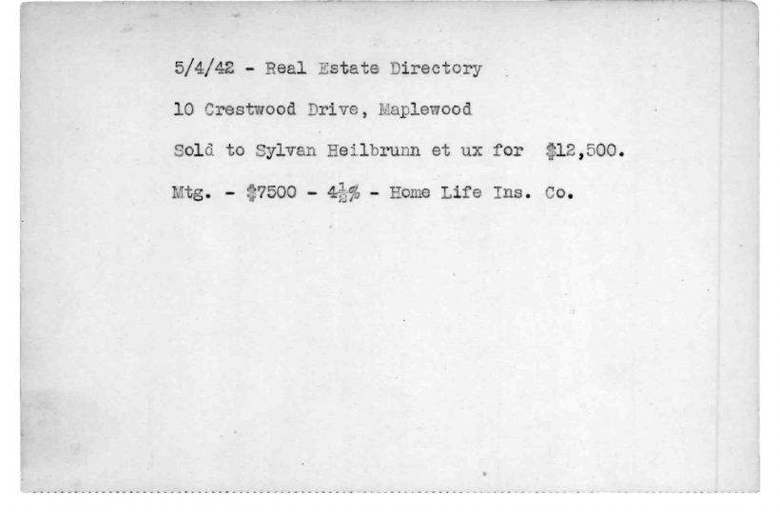 5/4/42 - Real Estate Directory
10 Crestwood Drive, Maplewood
Sold to Sylvan Heilbrunn et ux for $12,500.
Mtg. - $7500 - 4½% - Home Life Ins. Co.